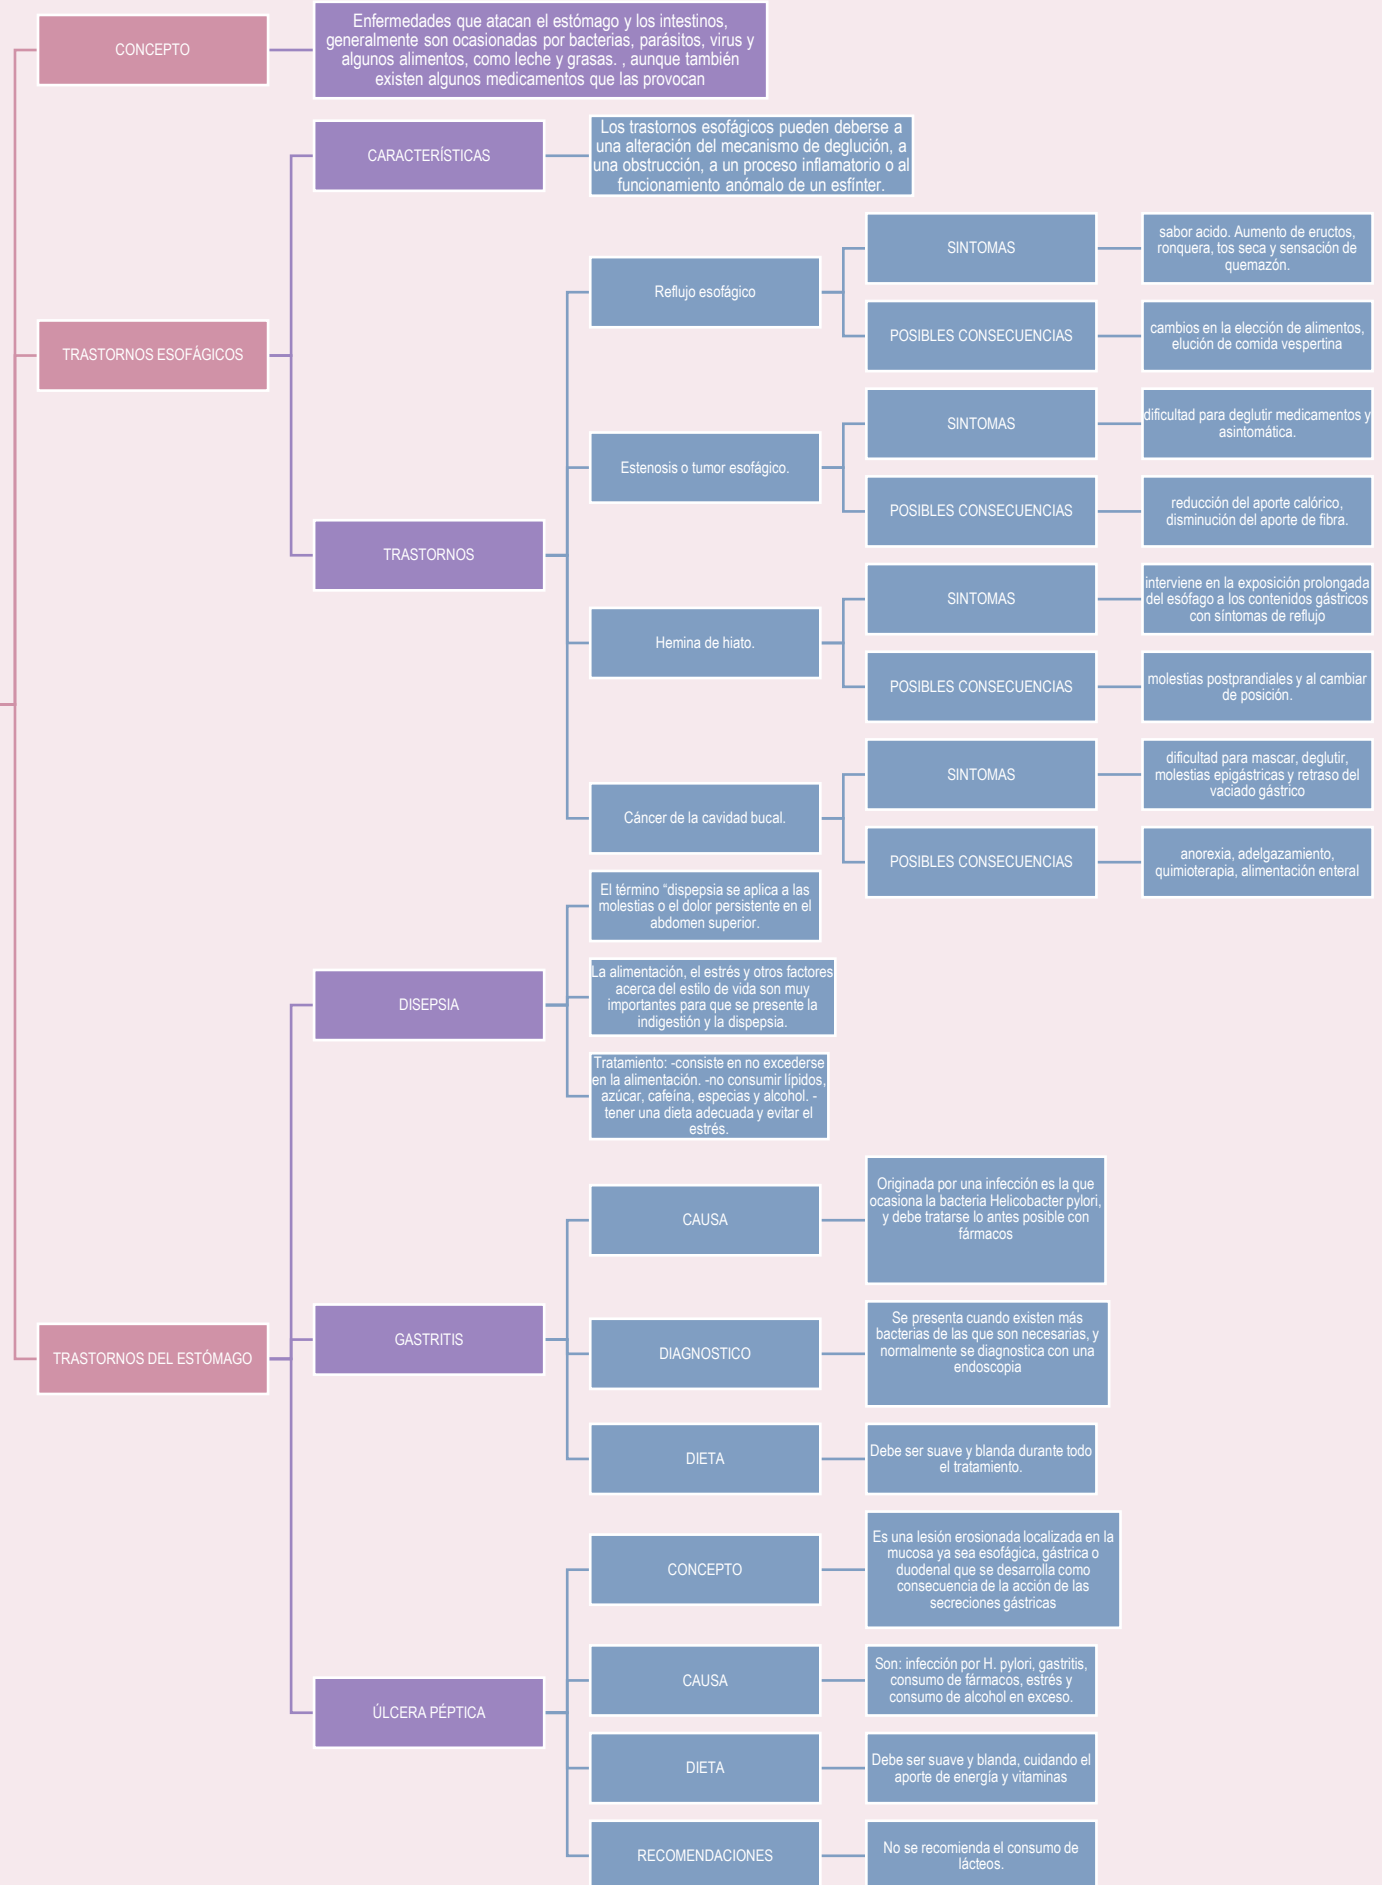 CONCEPTO
Enfermedades que atacan el estómago y los intestinos,
generalmente son ocasionadas por bacterias, parásitos, virus y
algunos alimentos, como leche y grasas. , aunque también
existen algunos medicamentos que las provocan
TRASTORNOS ESOFÁGICOS
CARACTERÍSTICAS
Los trastornos esofágicos pueden deberse a
una alteración del mecanismo de deglución, a
una obstrucción, a un proceso inflamatorio o al
funcionamiento anómalo de un esfínter.
TRASTORNOS
Reflujo esofágico
SINTOMAS
sabor acido. Aumento de eructos,
ronquera, tos seca y sensación de
quemazón.
POSIBLES CONSECUENCIAS
cambios en la elección de alimentos,
elución de comida vespertina
Estenosis o tumor esofágico.
SINTOMAS
dificultad para deglutir medicamentos y
asintomática.
POSIBLES CONSECUENCIAS
reducción del aporte calórico,
disminución del aporte de fibra.
Hemina de hiato.
SINTOMAS
interviene en la exposición prolongada
del esófago a los contenidos gástricos
con síntomas de reflujo
POSIBLES CONSECUENCIAS
molestias postprandiales y al cambiar
de posición.
Cáncer de la cavidad bucal.
SINTOMAS
dificultad para mascar, deglutir,
molestias epigástricas y retraso del
vaciado gástrico
POSIBLES CONSECUENCIAS
anorexia, adelgazamiento,
quimioterapia, alimentación enteral
TRASTORNOS DEL ESTÓMAGO
DISEPSIA
El término “dispepsia se aplica a las
molestias o el dolor persistente en el
abdomen superior.
La alimentación, el estrés y otros factores
acerca del estilo de vida son muy
importantes para que se presente la
indigestión y la dispepsia.
Tratamiento: -consiste en no excederse
en la alimentación. -no consumir lípidos,
azúcar, cafeína, especias y alcohol. -
tener una dieta adecuada y evitar el
estrés.
GASTRITIS
CAUSA
Originada por una infección es la que
ocasiona la bacteria Helicobacter pylori,
y debe tratarse lo antes posible con
fármacos
DIAGNOSTICO
Se presenta cuando existen más
bacterias de las que son necesarias, y
normalmente se diagnostica con una
endoscopia
DIETA
Debe ser suave y blanda durante todo
el tratamiento.
ÚLCERA PÉPTICA
CONCEPTO
Es una lesión erosionada localizada en la
mucosa ya sea esofágica, gástrica o
duodenal que se desarrolla como
consecuencia de la acción de las
secreciones gástricas
CAUSA
Son: infección por H. pylori, gastritis,
consumo de fármacos, estrés y
consumo de alcohol en exceso.
DIETA
Debe ser suave y blanda, cuidando el
aporte de energía y vitaminas
RECOMENDACIONES
No se recomienda el consumo de
lácteos.